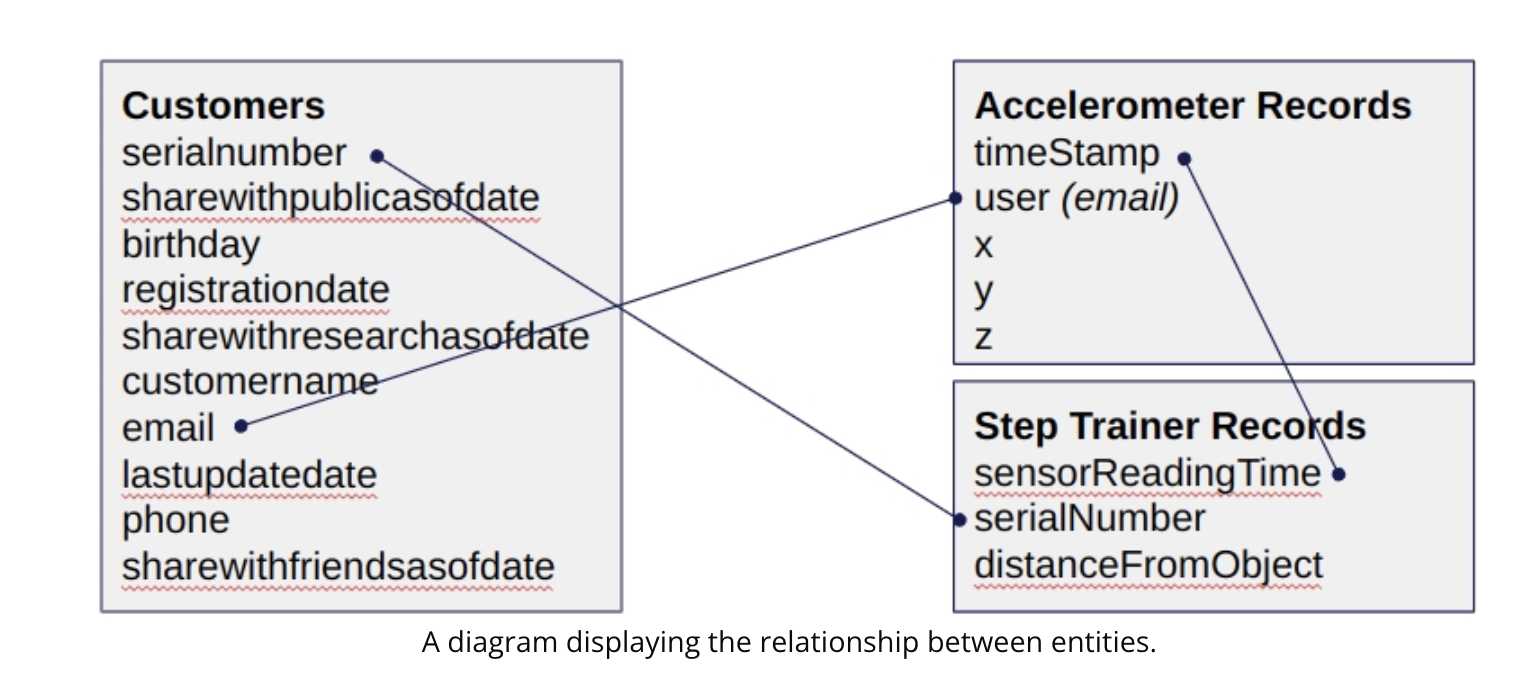 Customers
serialnumber
sharewithpublicasofdate
birthday
registrationdate
sharewithresearchasofdate
customername
email
lastupdatedate
phone
sharewithfriendsasofdate
Accelerometer Records
timeStamp
user (email)
x
y
z
Step Trainer Records
sensorReadingTime
serialNumber
distanceFromObject
A diagram displaying the relationship between entities.